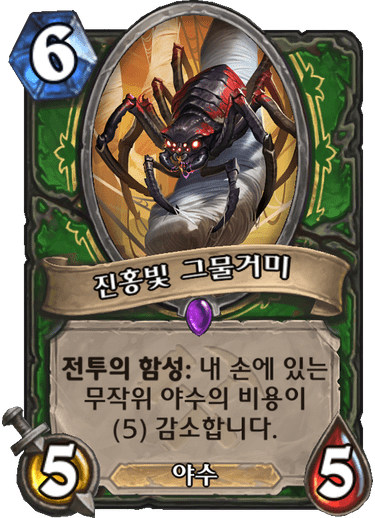 6
진홍빛 그물거미
전투의 함성: 내 손에 있는
무작위 야수의 비용이
(5) 감소합니다.
5
야수
5